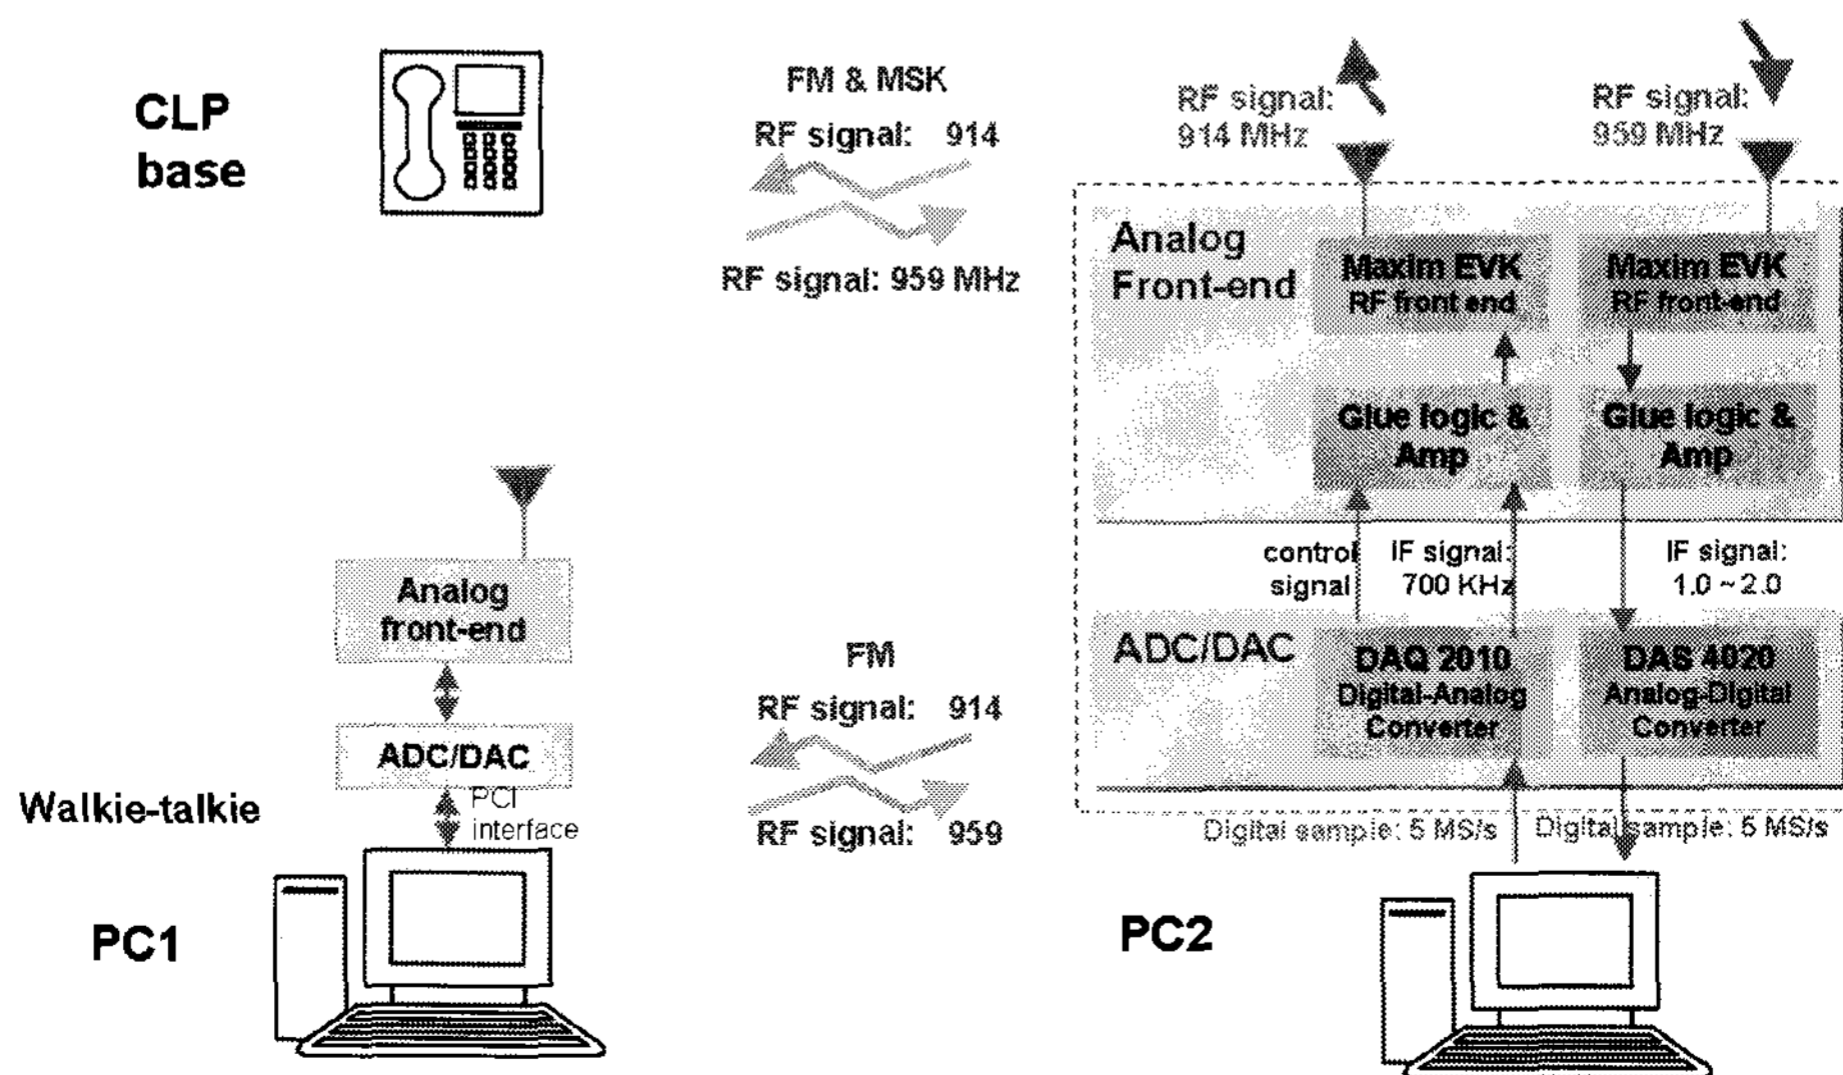 CLP
base
FM & MSK
RF signal: 914
RF signal: 959 MHz
RF signal:
914 MHz
RF signal:
959 MHz
Analog
Front-end
Maxim EVK
RF front end
Maxim EVK
RF front-end
Glue logic &
Amp
Glue logic &
Amp
control
signal
IF signal:
700 KHz
IF signal:
1.0 ~ 2.0
ADC/DAC
DAQ 2010
Digital-Analog
Converter
DAS 4020
Analog-Digital
Converter
Digital sample: 5 MS/s
Digital sample: 5 MS/s
PC2
Analog
front-end
ADC/DAC
PCI
interface
Walkie-talkie
PC1
FM
RF signal: 914
RF signal: 959